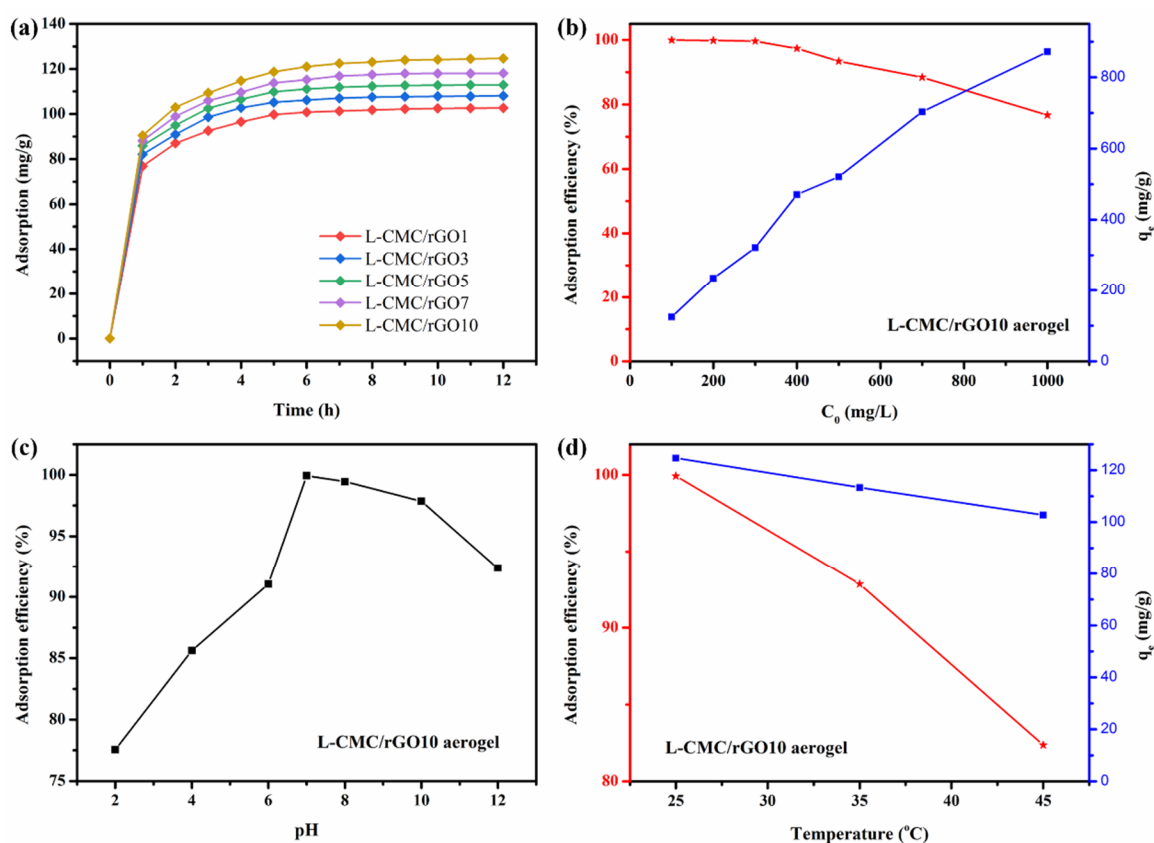 (a)
140
120
100
80
60
40
20
0
Adsorption (mg/g)
L-CMC/rGO1
L-CMC/rGO3
L-CMC/rGO5
L-CMC/rGO7
L-CMC/rGO10
0 2 4 6 8 10 12
Time (h)
(b)
100
80
60
40
20
0
Adsorption efficiency (%)
800
600
400
200
0
qe (mg/g)
L-CMC/rGO10 aerogel
0 200 400 600 800 1000
C0 (mg/L)
(c)
100
95
90
85
80
75
Adsorption efficiency (%)
L-CMC/rGO10 aerogel
2 4 6 8 10 12
pH
(d)
100
90
80
Adsorption efficiency (%)
120
100
80
60
40
20
0
qe (mg/g)
L-CMC/rGO10 aerogel
25 30 35 40 45
Temperature (°C)